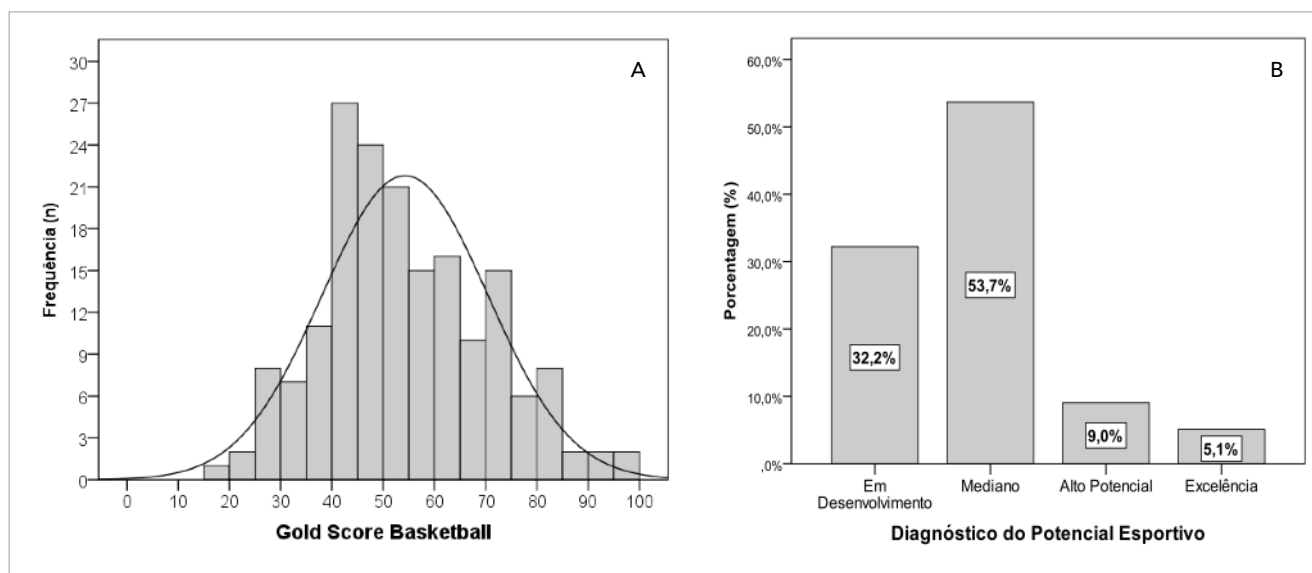 A
Frequência (n)
30
27
24
21
18
15
12
9
6
3
0
0 10 20 30 40 50 60 70 80 90 100
Gold Score Basketball
B
Porcentagem (%)
60,0%
50,0%
40,0%
30,0%
20,0%
10,0%
,0%
32,2%
53,7%
9,0%
5,1%
Em Desenvolvimento
Mediano
Alto Potencial
Excelência
Diagnóstico do Potencial Esportivo